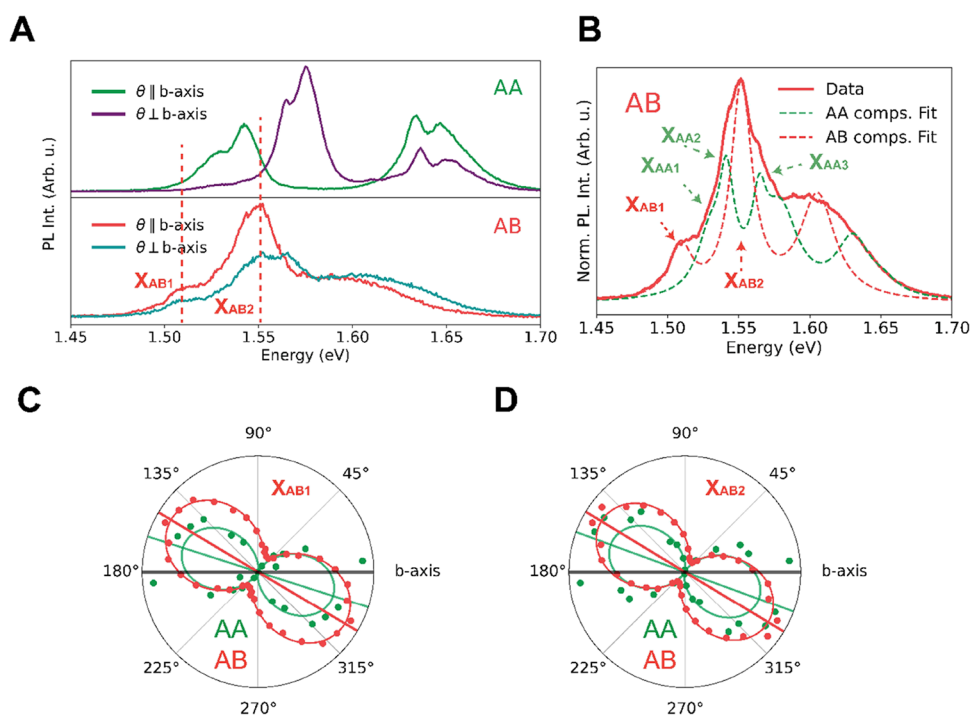 A
B
θ ∥ b-axis
θ ⊥ b-axis
AA
θ ∥ b-axis
θ ⊥ b-axis
AB
XAB1
XAB2
PL Int. (Arb. u.)
1.45 1.50 1.55 1.60 1.65 1.70
Energy (eV)
AB
Data
AA comps. Fit
AB comps. Fit
XAA2
XAA1
XAA3
XAB1
XAB2
Norm. PL. Int. (Arb. u.)
1.45 1.50 1.55 1.60 1.65 1.70
Energy (eV)
C
D
90°
135° 45°
XAB1
180° b-axis
AA
AB
225° 315°
270°
90°
135° 45°
XAB2
180° b-axis
AA
AB
225° 315°
270°